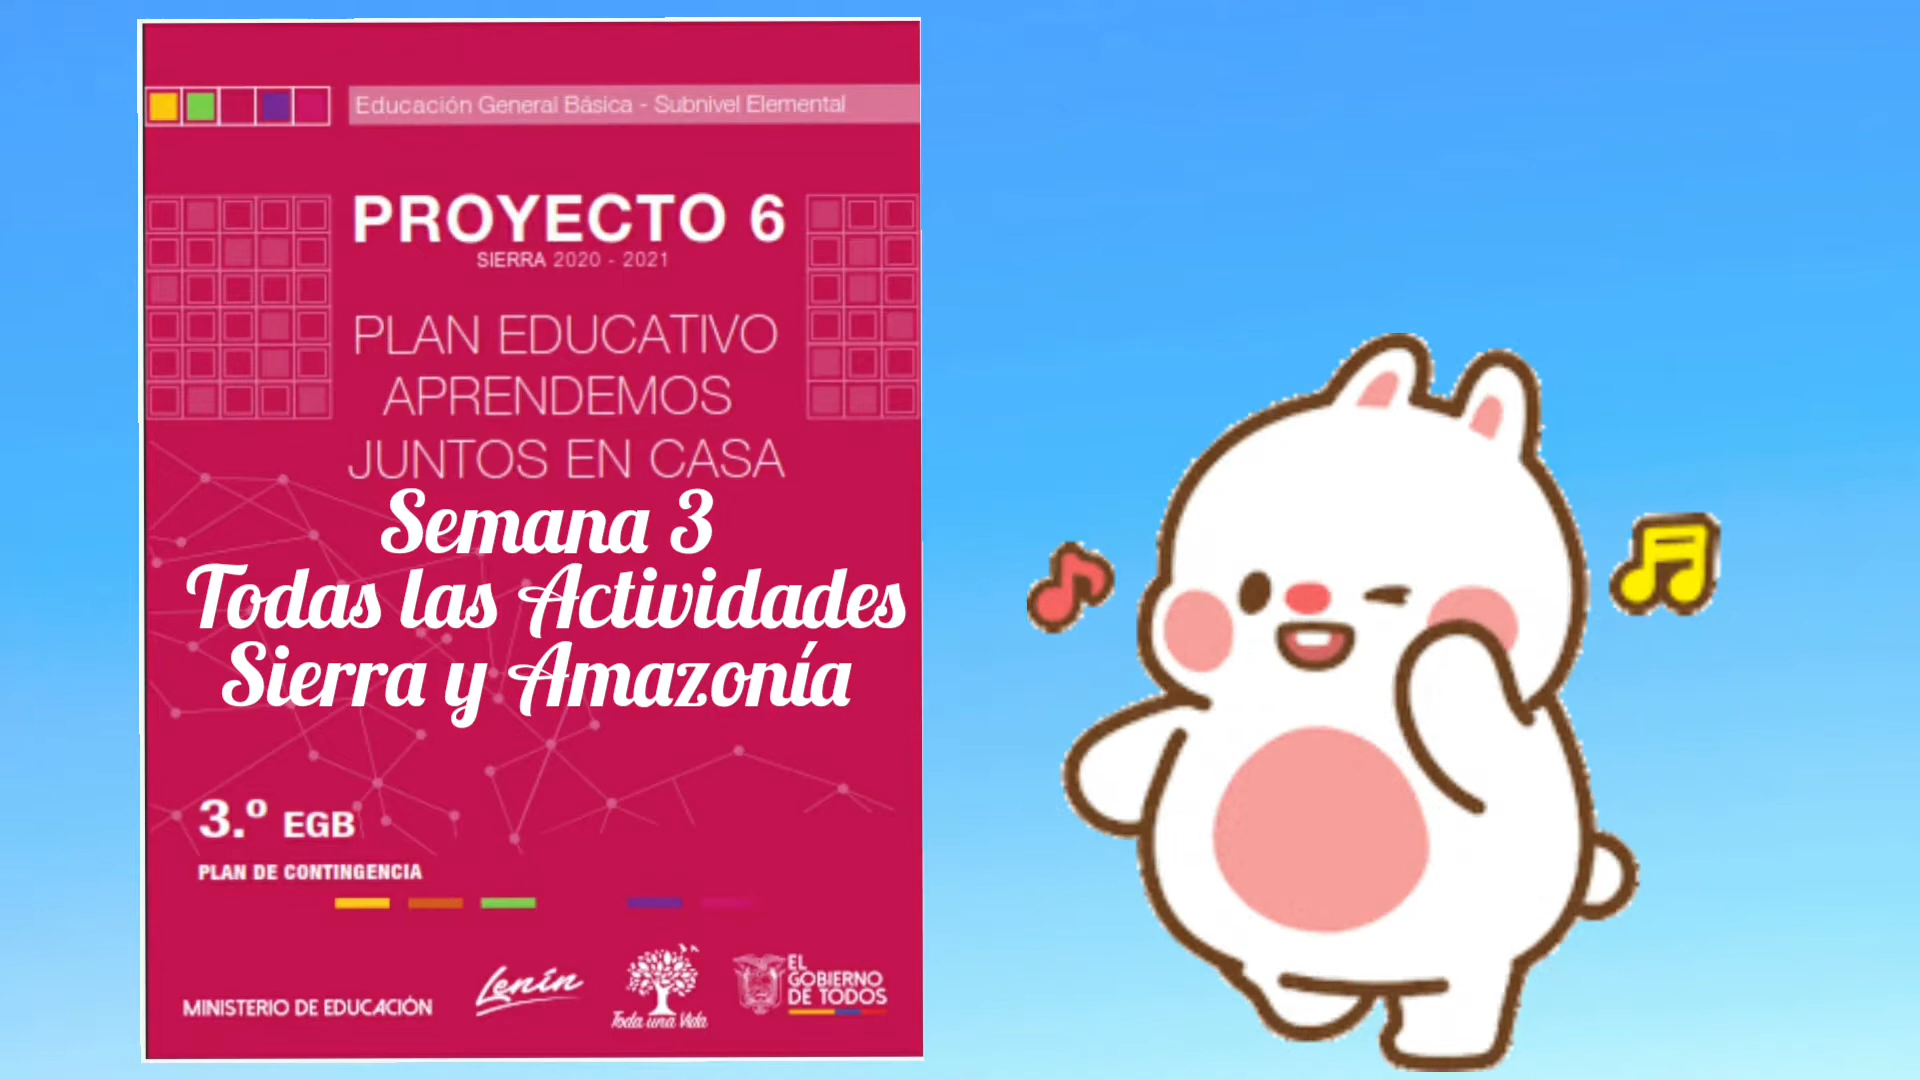 Educación General Básica - Subnivel Elemental
PROYECTO 6
SIERRA 2020 - 2021
PLAN EDUCATIVO
APRENDEMOS
JUNTOS EN CASA
Semana 3
Todas las Actividades
Sierra y Amazonía
3.º EGB
PLAN DE CONTINGENCIA
MINISTERIO DE EDUCACIÓN
Lenín
Toda una Vida
EL
GOBIERNO
DE TODOS